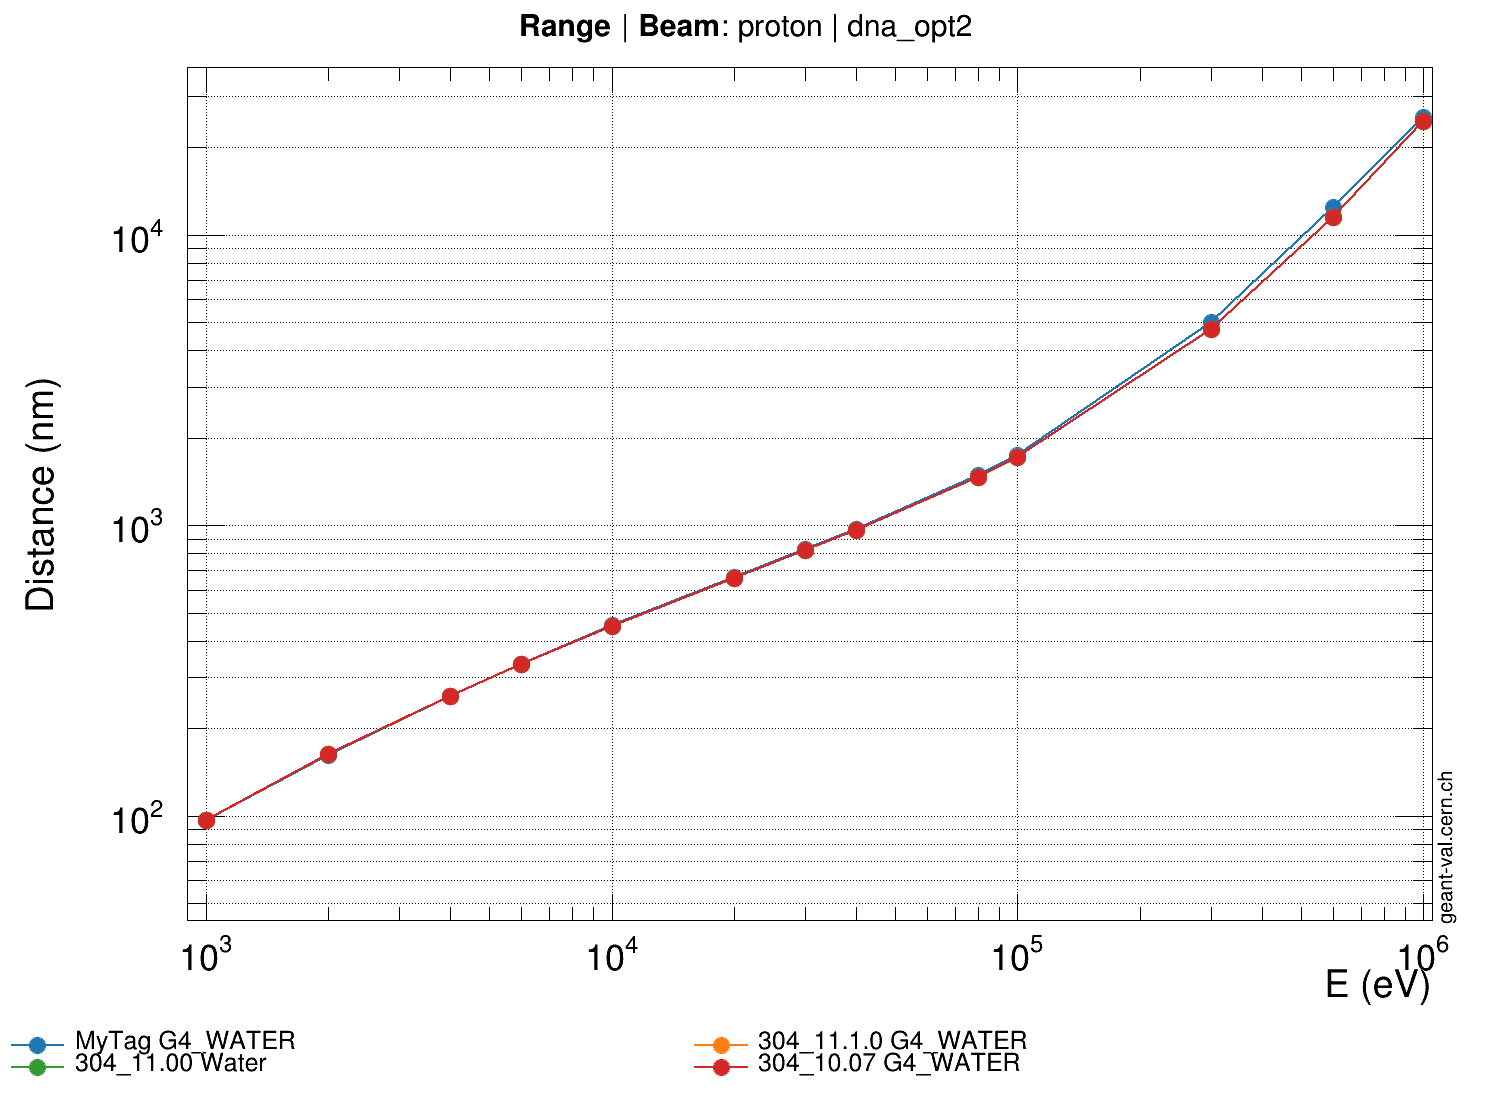 Range | Beam: proton | dna_opt2
Distance (nm)
10^4
10^3
10^2
10^3 10^4 10^5 10^6
E (eV)
geant-val.cern.ch
MyTag G4_WATER
304_11.1.0 G4_WATER
304_11.00 Water
304_10.07 G4_WATER